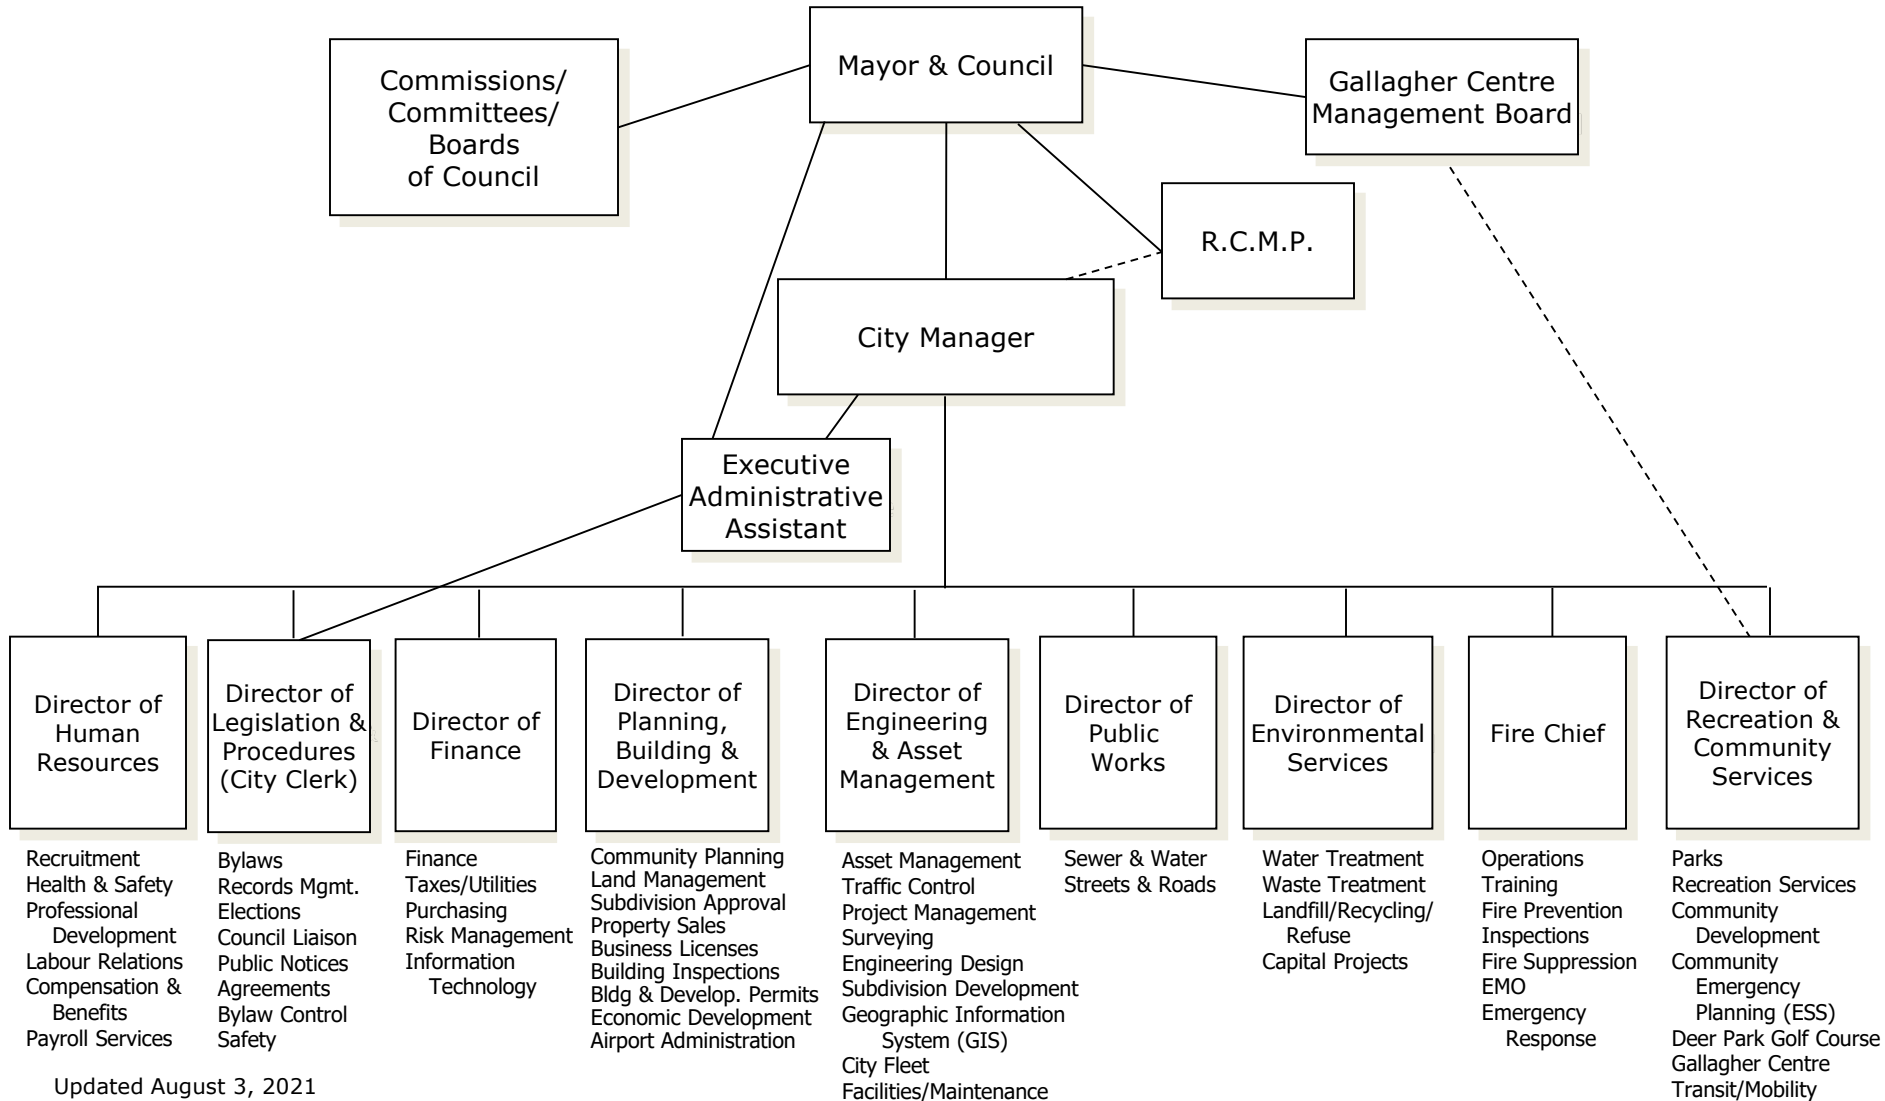 Mayor & Council
Commissions/
Committees/
Boards
of Council
Gallagher Centre
Management Board
R.C.M.P.
City Manager
Executive
Administrative
Assistant
Director of
Human
Resources
Director of
Legislation &
Procedures
(City Clerk)
Director of
Finance
Director of
Planning,
Building &
Development
Director of
Engineering
& Asset
Management
Director of
Public
Works
Director of
Environmental
Services
Fire Chief
Director of
Recreation &
Community
Services
Recruitment
Health & Safety
Professional
Development
Labour Relations
Compensation &
Benefits
Payroll Services
Bylaws
Records Mgmt.
Elections
Council Liaison
Public Notices
Agreements
Bylaw Control
Safety
Finance
Taxes/Utilities
Purchasing
Risk Management
Information
Technology
Community Planning
Land Management
Subdivision Approval
Property Sales
Business Licenses
Building Inspections
Bldg & Develop. Permits
Economic Development
Airport Administration
Asset Management
Traffic Control
Project Management
Surveying
Engineering Design
Subdivision Development
Geographic Information
System (GIS)
City Fleet
Facilities/Maintenance
Sewer & Water
Streets & Roads
Water Treatment
Waste Treatment
Landfill/Recycling/
Refuse
Capital Projects
Operations
Training
Fire Prevention
Inspections
Fire Suppression
EMO
Emergency
Response
Parks
Recreation Services
Community
Development
Community
Emergency
Planning (ESS)
Deer Park Golf Course
Gallagher Centre
Transit/Mobility
Updated August 3, 2021